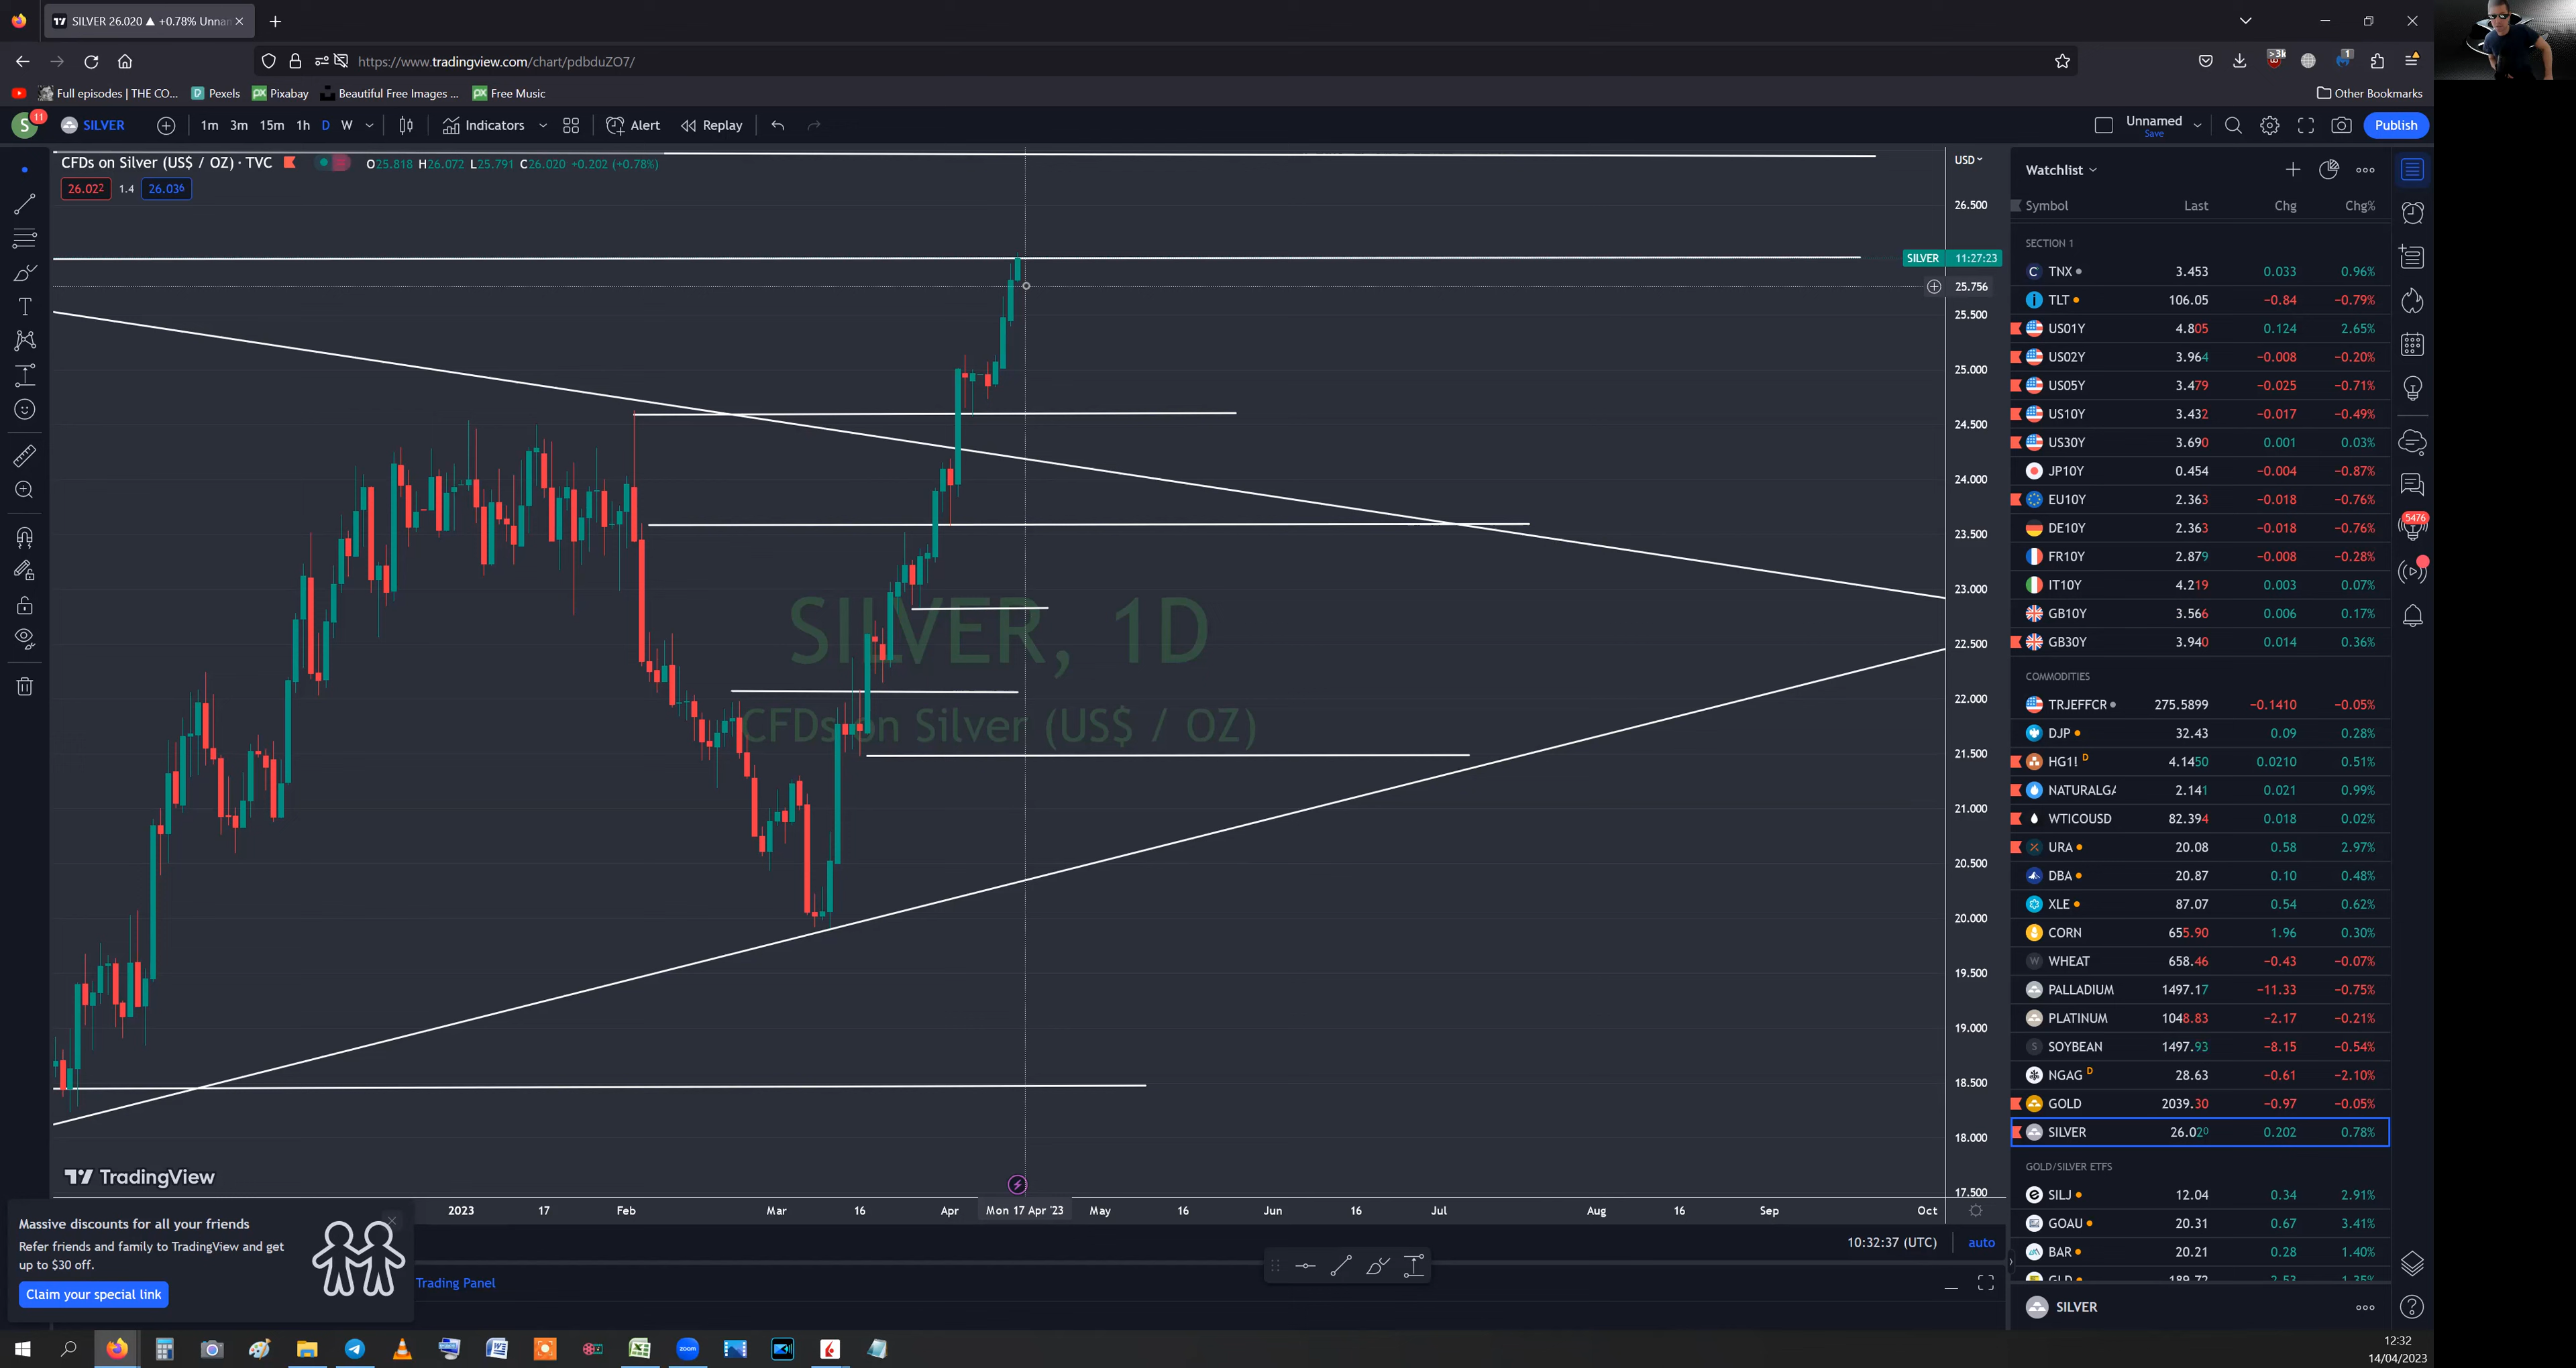 SILVER 26.020 ▲ +0.78% Unnar
https://www.tradingview.com/chart/pdbduZO7/
>3k
1
Full episodes | THE CO...
Pexels
Pixabay
Beautiful Free Images ...
Free Music
Other Bookmarks
S
11
SILVER
1m 3m 15m 1h D W
Indicators
Alert
Replay
Unnamed
Save
Publish
CFDs on Silver (US$ / OZ) · TVC
O25.818 H26.072 L25.791 C26.020 +0.202 (+0.78%)
26.022
1.4
26.036
USD
26.500
SILVER 11:27:23
25.756
25.500
25.000
24.500
24.000
23.500
23.000
22.500
22.000
21.500
21.000
20.500
20.000
19.500
19.000
18.500
18.000
17.500
SILVER, 1D
CFDs on Silver (US$ / OZ)
TradingView
2023 17 Feb Mar 16 Apr Mon 17 Apr '23 May 16 Jun 16 Jul Aug 16 Sep Oct
10:32:37 (UTC)
auto
Trading Panel
Massive discounts for all your friends
Refer friends and family to TradingView and get
up to $30 off.
Claim your special link
Watchlist
Symbol Last Chg Chg%
SECTION 1
TNX 3.453 0.033 0.96%
TLT 106.05 −0.84 −0.79%
US01Y 4.805 0.124 2.65%
US02Y 3.964 −0.008 −0.20%
US05Y 3.479 −0.025 −0.71%
US10Y 3.432 −0.017 −0.49%
US30Y 3.690 0.001 0.03%
JP10Y 0.454 −0.004 −0.87%
EU10Y 2.363 −0.018 −0.76%
DE10Y 2.363 −0.018 −0.76%
FR10Y 2.879 −0.008 −0.28%
IT10Y 4.219 0.003 0.07%
GB10Y 3.566 0.006 0.17%
GB30Y 3.940 0.014 0.36%
COMMODITIES
TRJEFFCR 275.5899 −0.1410 −0.05%
DJP 32.43 0.09 0.28%
HG1! D 4.1450 0.0210 0.51%
NATURALGA 2.141 0.021 0.99%
WTICOUSD 82.394 0.018 0.02%
URA 20.08 0.58 2.97%
DBA 20.87 0.10 0.48%
XLE 87.07 0.54 0.62%
CORN 655.90 1.96 0.30%
W WHEAT 658.46 −0.43 −0.07%
PALLADIUM 1497.17 −11.33 −0.75%
PLATINUM 1048.83 −2.17 −0.21%
S SOYBEAN 1497.93 −8.15 −0.54%
NGAG D 28.63 −0.61 −2.10%
GOLD 2039.30 −0.97 −0.05%
SILVER 26.020 0.202 0.78%
GOLD/SILVER ETFS
SILJ 12.04 0.34 2.91%
GOAU 20.31 0.67 3.41%
BAR 20.21 0.28 1.40%
GLD 189.72 2.53 1.35%
SILVER
5476
zoom
12:32
14/04/2023